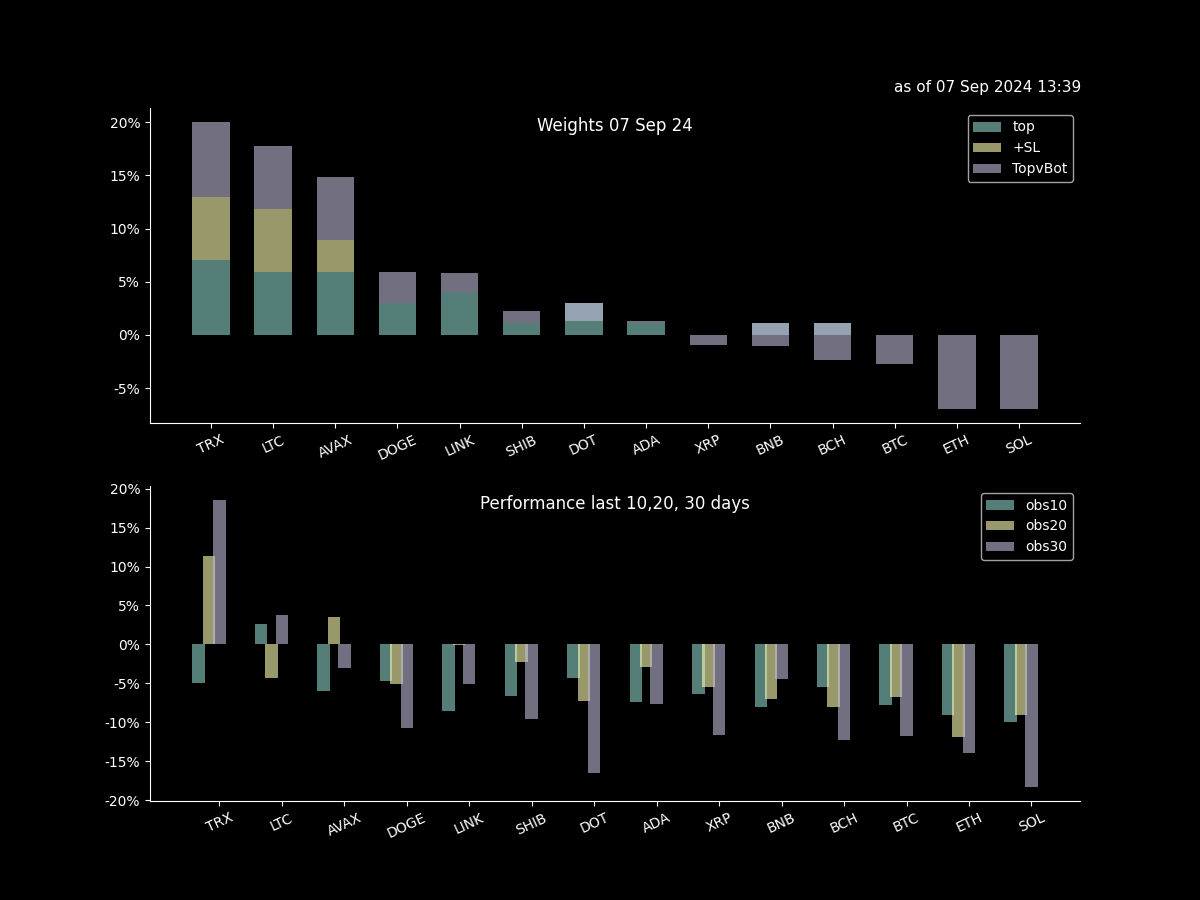 as of 07 Sep 2024 13:39
Weights 07 Sep 24
top
+SL
TopvBot
20%
15%
10%
5%
0%
-5%
TRX LTC AVAX DOGE LINK SHIB DOT ADA XRP BNB BCH BTC ETH SOL
Performance last 10,20, 30 days
obs10
obs20
obs30
20%
15%
10%
5%
0%
-5%
-10%
-15%
-20%
TRX LTC AVAX DOGE LINK SHIB DOT ADA XRP BNB BCH BTC ETH SOL